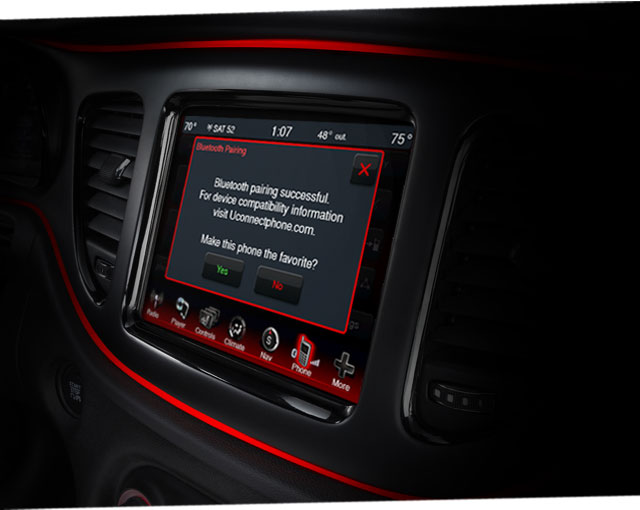 70° SAT 52 1:07 48° out. 75°
Bluetooth Pairing
Bluetooth pairing successful.
For device compatibility information
visit Uconnectphone.com.
Make this phone the favorite?
Yes No
Radio Player Controls Climate Nav Phone More